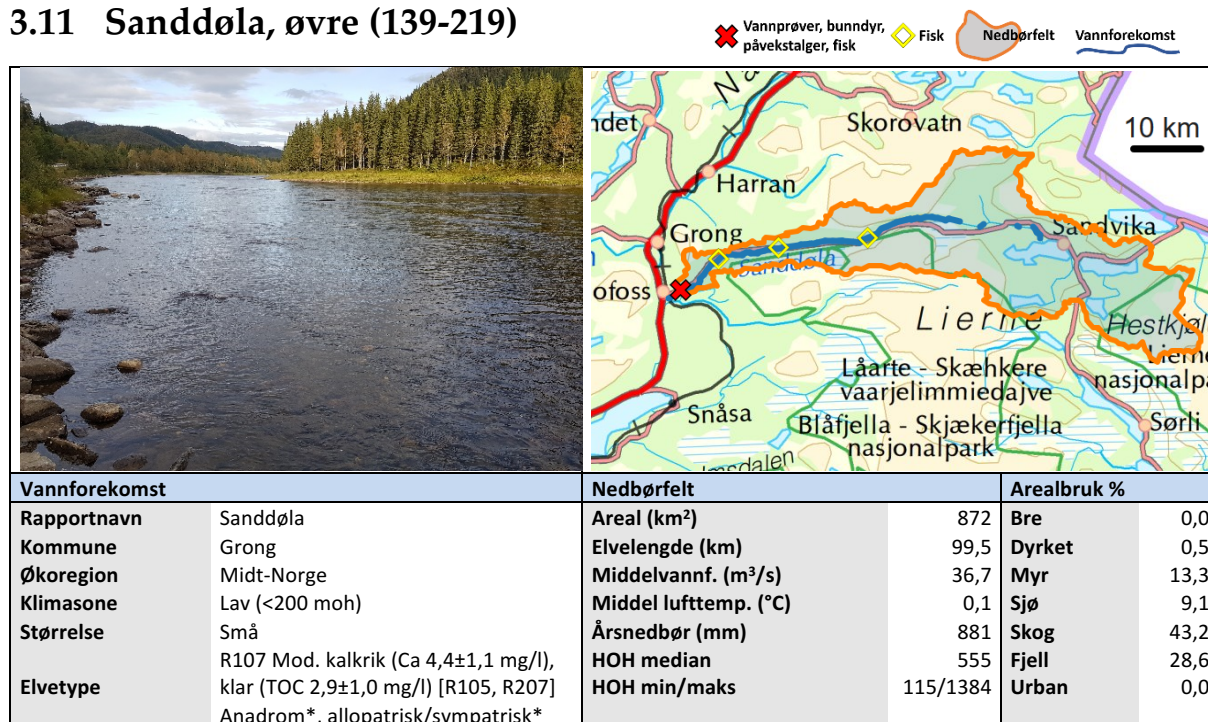 3.11 Sanddøla, øvre (139-219)
Vannprøver, bunndyr,
påvekstalger, fisk
Fisk
Nedbørfelt
Vannforekomst
10 km
Skorovatn
Harran
Grong
Sandvika
Sanddøla
ofoss
Lierne
Hestkjøl
Lierne
nasjonalpa
Låarte - Skæhkere
vaarjelimmiedajve
Snåsa
Blåfjella - Skjækerfjella
nasjonalpark
Sørli
Vannforekomst
Nedbørfelt
Arealbruk %
Rapportnavn Sanddøla
Areal (km²) 872
Bre 0,0
Kommune Grong
Elvelengde (km) 99,5
Dyrket 0,5
Økoregion Midt-Norge
Middelvannf. (m³/s) 36,7
Myr 13,3
Klimasone Lav (<200 moh)
Middel lufttemp. (°C) 0,1
Sjø 9,1
Størrelse Små
Årsnedbør (mm) 881
Skog 43,2
R107 Mod. kalkrik (Ca 4,4±1,1 mg/l),
HOH median 555
Fjell 28,6
Elvetype klar (TOC 2,9±1,0 mg/l) [R105, R207]
HOH min/maks 115/1384
Urban 0,0
Anadrom*, allopatrisk/sympatrisk*